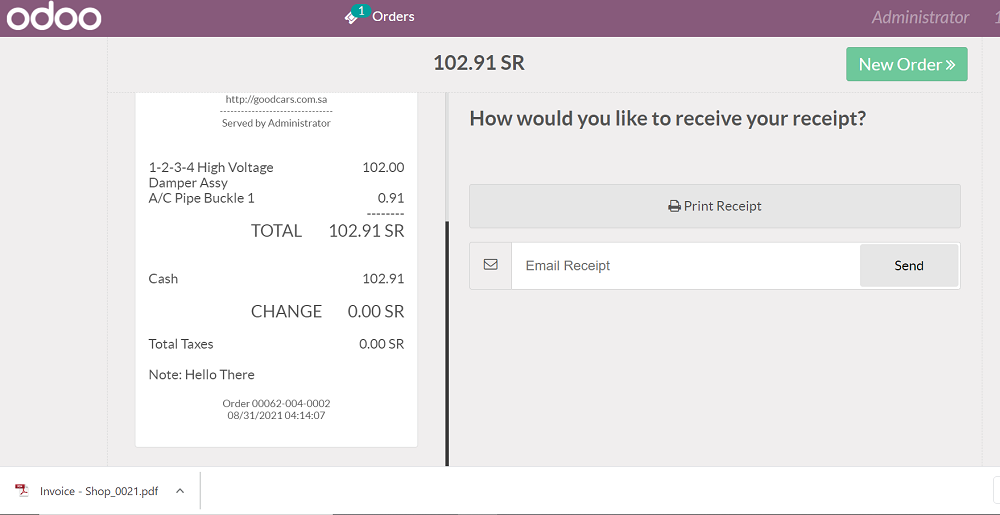 odoo
1
Orders
Administrator
102.91 SR
New Order »
http://goodcars.com.sa
--------------------------------
Served by Administrator
1-2-3-4 High Voltage 102.00
Damper Assy
A/C Pipe Buckle 1 0.91
--------
TOTAL 102.91 SR
Cash 102.91
CHANGE 0.00 SR
Total Taxes 0.00 SR
Note: Hello There
Order 00062-004-0002
08/31/2021 04:14:07
How would you like to receive your receipt?
Print Receipt
Email Receipt
Send
Invoice - Shop_0021.pdf